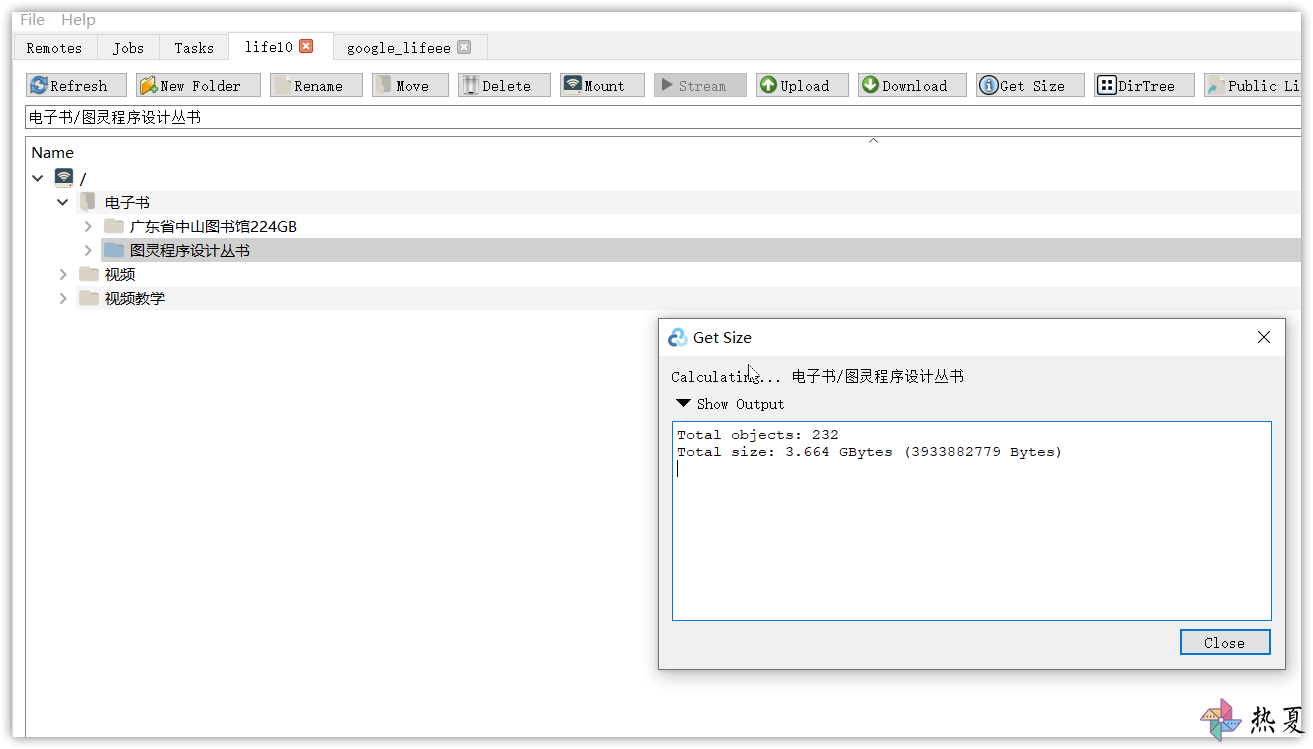 File Help
Remotes Jobs Tasks life10 google_lifeee
Refresh New Folder Rename Move Delete Mount Stream Upload Download Get Size DirTree Public Li
电子书/图灵程序设计丛书
Name
/
电子书
广东省中山图书馆224GB
图灵程序设计丛书
视频
视频教学
Get Size
Calculating... 电子书/图灵程序设计丛书
Show Output
Total objects: 232
Total size: 3.664 GBytes (3933882779 Bytes)
Close
热夏